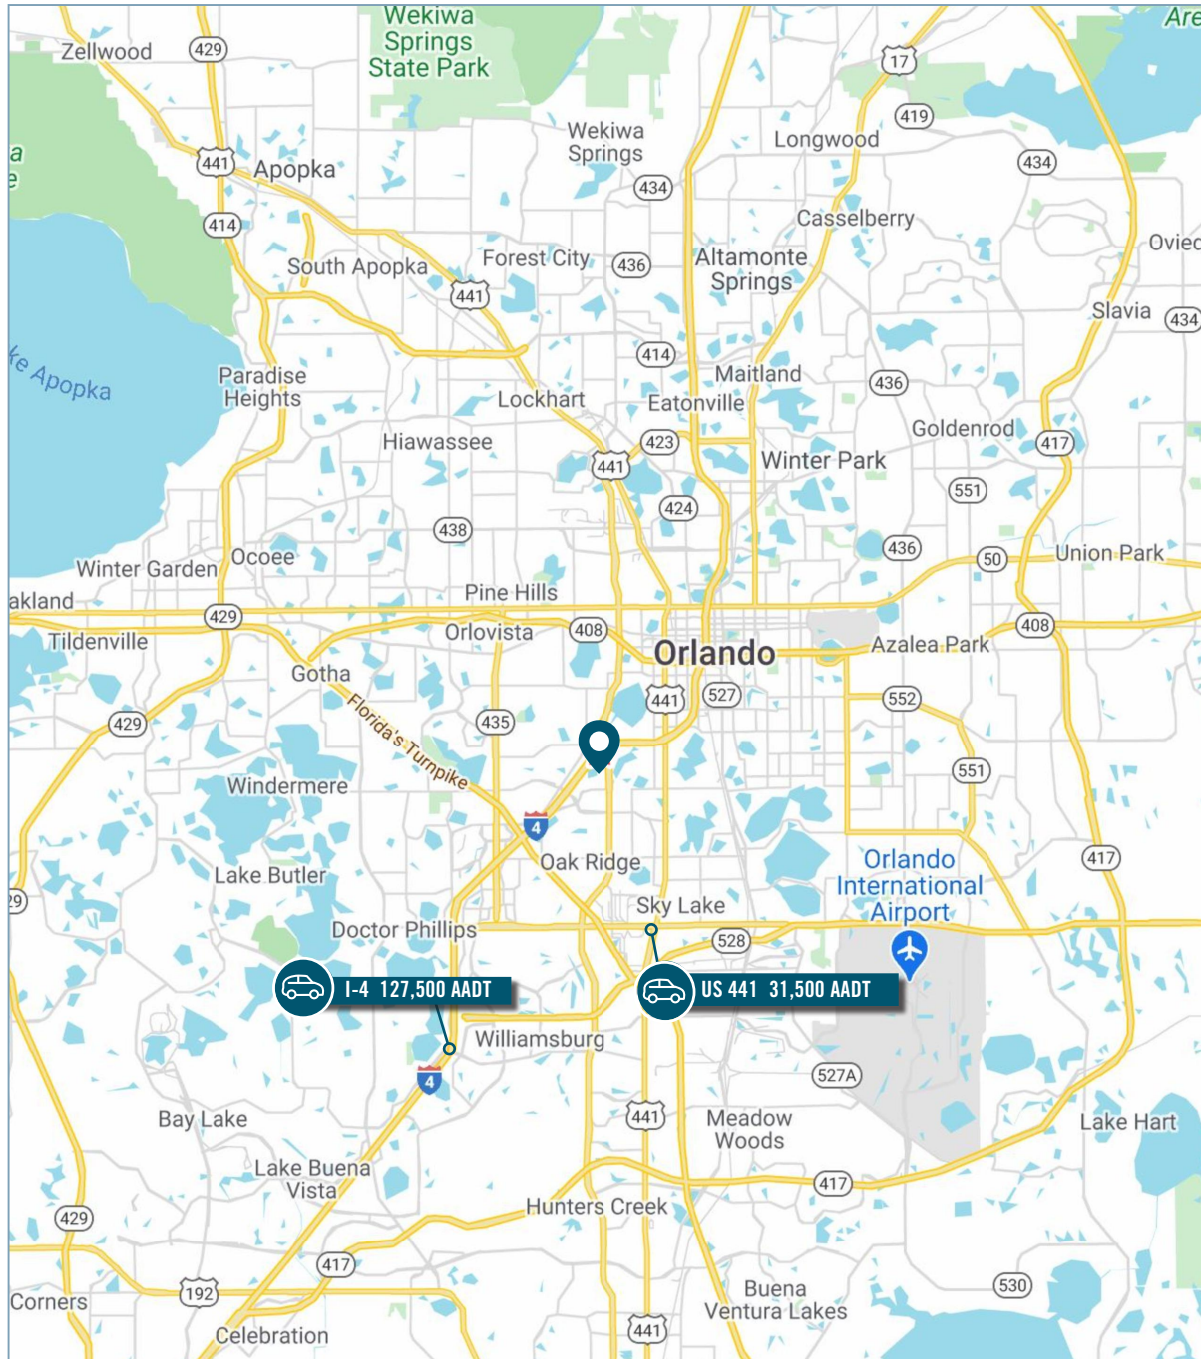 Wekiwa
Springs
State Park
Are
Zellwood
429
17
419
Longwood
Wekiwa
Springs
434
434
441
Apopka
414
Casselberry
Oviec
South Apopka
Forest City
436
Altamonte
Springs
441
Slavia
434
ke Apopka
Paradise
Heights
414
Maitland
436
Lockhart
Eatonville
Hiawassee
423
Goldenrod
417
441
Winter Park
551
424
438
436
Ocoee
50
Union Park
Winter Garden
Pine Hills
akland
429
Orlovista
408
408
Tildenville
Orlando
Azalea Park
Gotha
441
527
552
429
Florida's Turnpike
435
551
Windermere
4
Oak Ridge
417
Lake Butler
Orlando
International
Airport
29
Sky Lake
Doctor Phillips
528
I-4 127,500 AADT
US 441 31,500 AADT
Williamsburg
4
527A
Bay Lake
441
Meadow
Woods
Lake Hart
Lake Buena
Vista
417
Hunters Creek
429
417
192
530
Corners
Buena
Ventura Lakes
Celebration
441